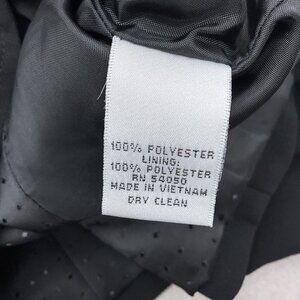 100% POLYESTER
LINING:
100% POLYESTER
RN 54050
MADE IN VIETNAM
DRY CLEAN